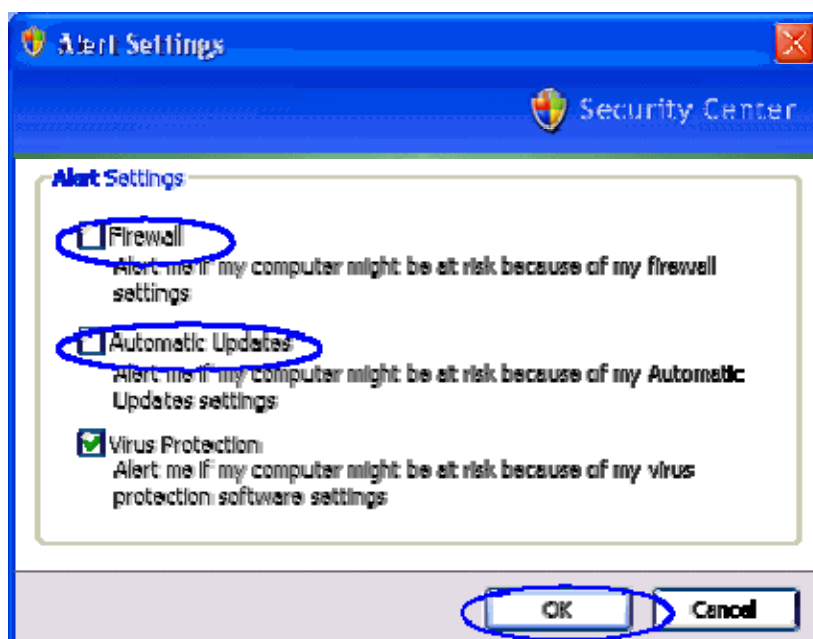 Alert Settings
Security Center
Alert Settings
Firewall
Alert me if my computer might be at risk because of my firewall
settings
Automatic Updates
Alert me if my computer might be at risk because of my Automatic
Updates settings
Virus Protection
Alert me if my computer might be at risk because of my virus
protection software settings
OK
Cancel